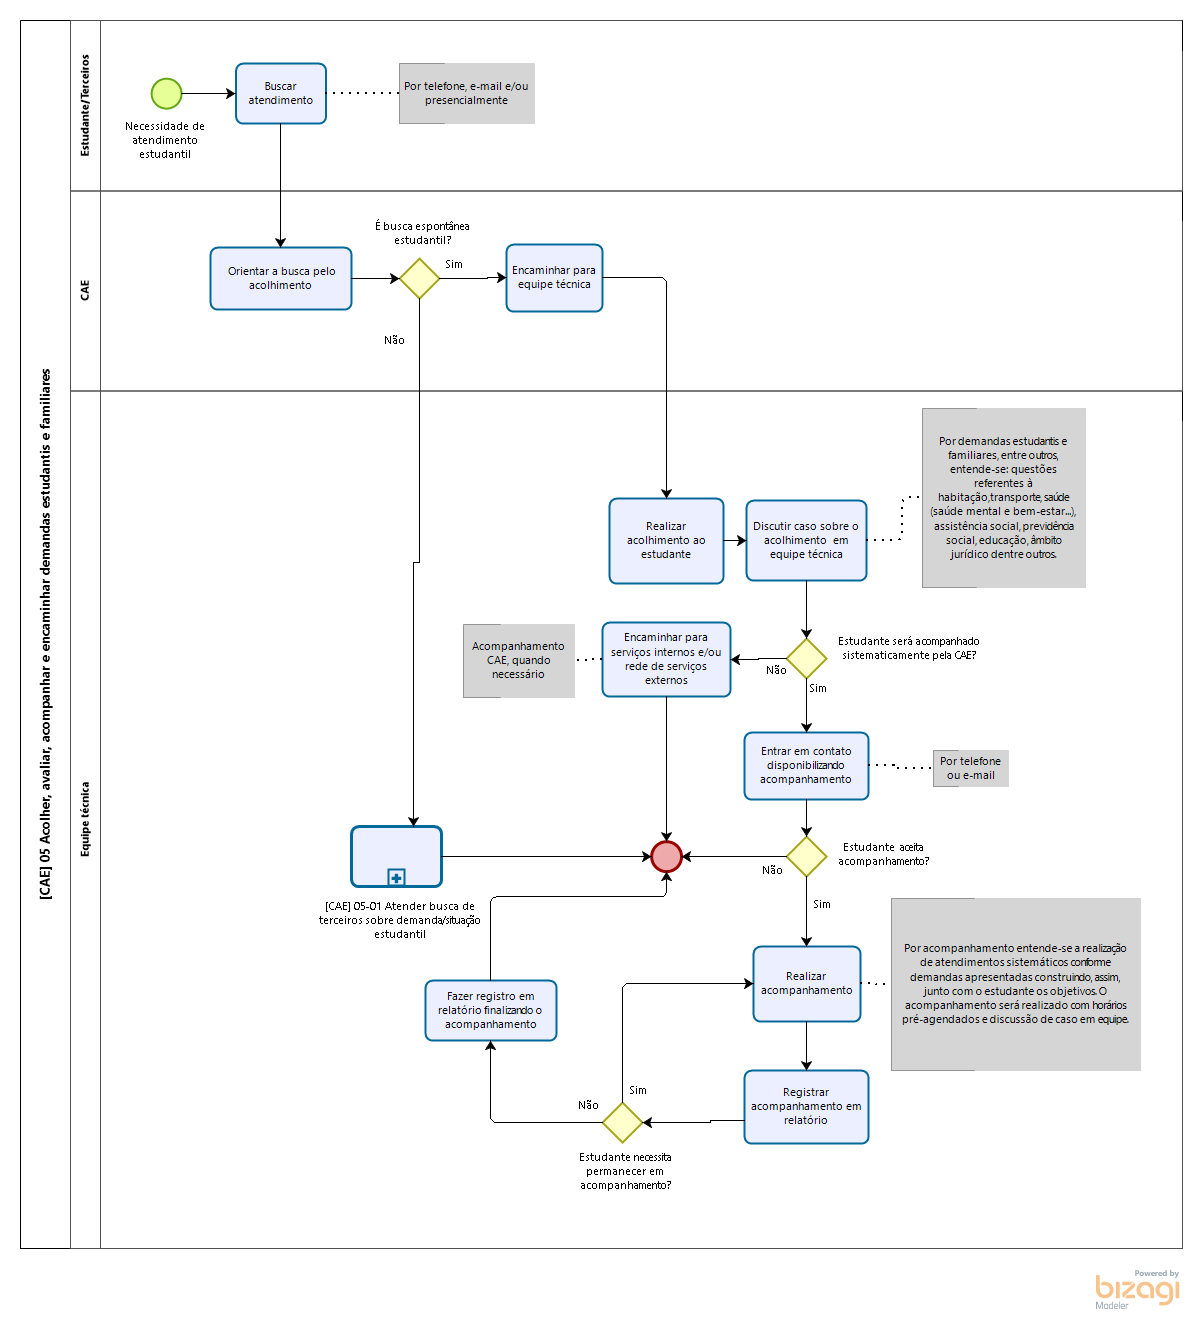 [CAE] 05 Acolher, avaliar, acompanhar e encaminhar demandas estudantis e familiares
Estudante/Terceiros
Necessidade de
atendimento
estudantil
Buscar
atendimento
Por telefone, e-mail e/ou
presencialmente
CAE
Orientar a busca pelo
acolhimento
É busca espontânea
estudantil?
Sim
Não
Encaminhar para
equipe técnica
Equipe técnica
Realizar
acolhimento ao
estudante
Discutir caso sobre o
acolhimento em
equipe técnica
Por demandas estudantis e
familiares, entre outros,
entende-se: questões
referentes à
habitação,transporte, saúde
(saúde mental e bem-estar...),
assistência social, previdência
social, educação, âmbito
jurídico dentre outros.
Acompanhamento
CAE, quando
necessário
Encaminhar para
serviços internos e/ou
rede de serviços
externos
Não
Estudante será acompanhado
sistematicamente pela CAE?
Sim
Entrar em contato
disponibilizando
acompanhamento
Por telefone
ou e-mail
[CAE] 05-01 Atender busca de
terceiros sobre demanda/situação
estudantil
Não
Estudante aceita
acompanhamento?
Sim
Realizar
acompanhamento
Por acompanhamento entende-se a realização
de atendimentos sistemáticos conforme
demandas apresentadas construindo, assim,
junto com o estudante os objetivos. O
acompanhamento será realizado com horários
pré-agendados e discussão de caso em equipe.
Fazer registro em
relatório finalizando o
acompanhamento
Registrar
acompanhamento em
relatório
Sim
Não
Estudante necessita
permanecer em
acompanhamento?
Powered by
bizagi
Modeler